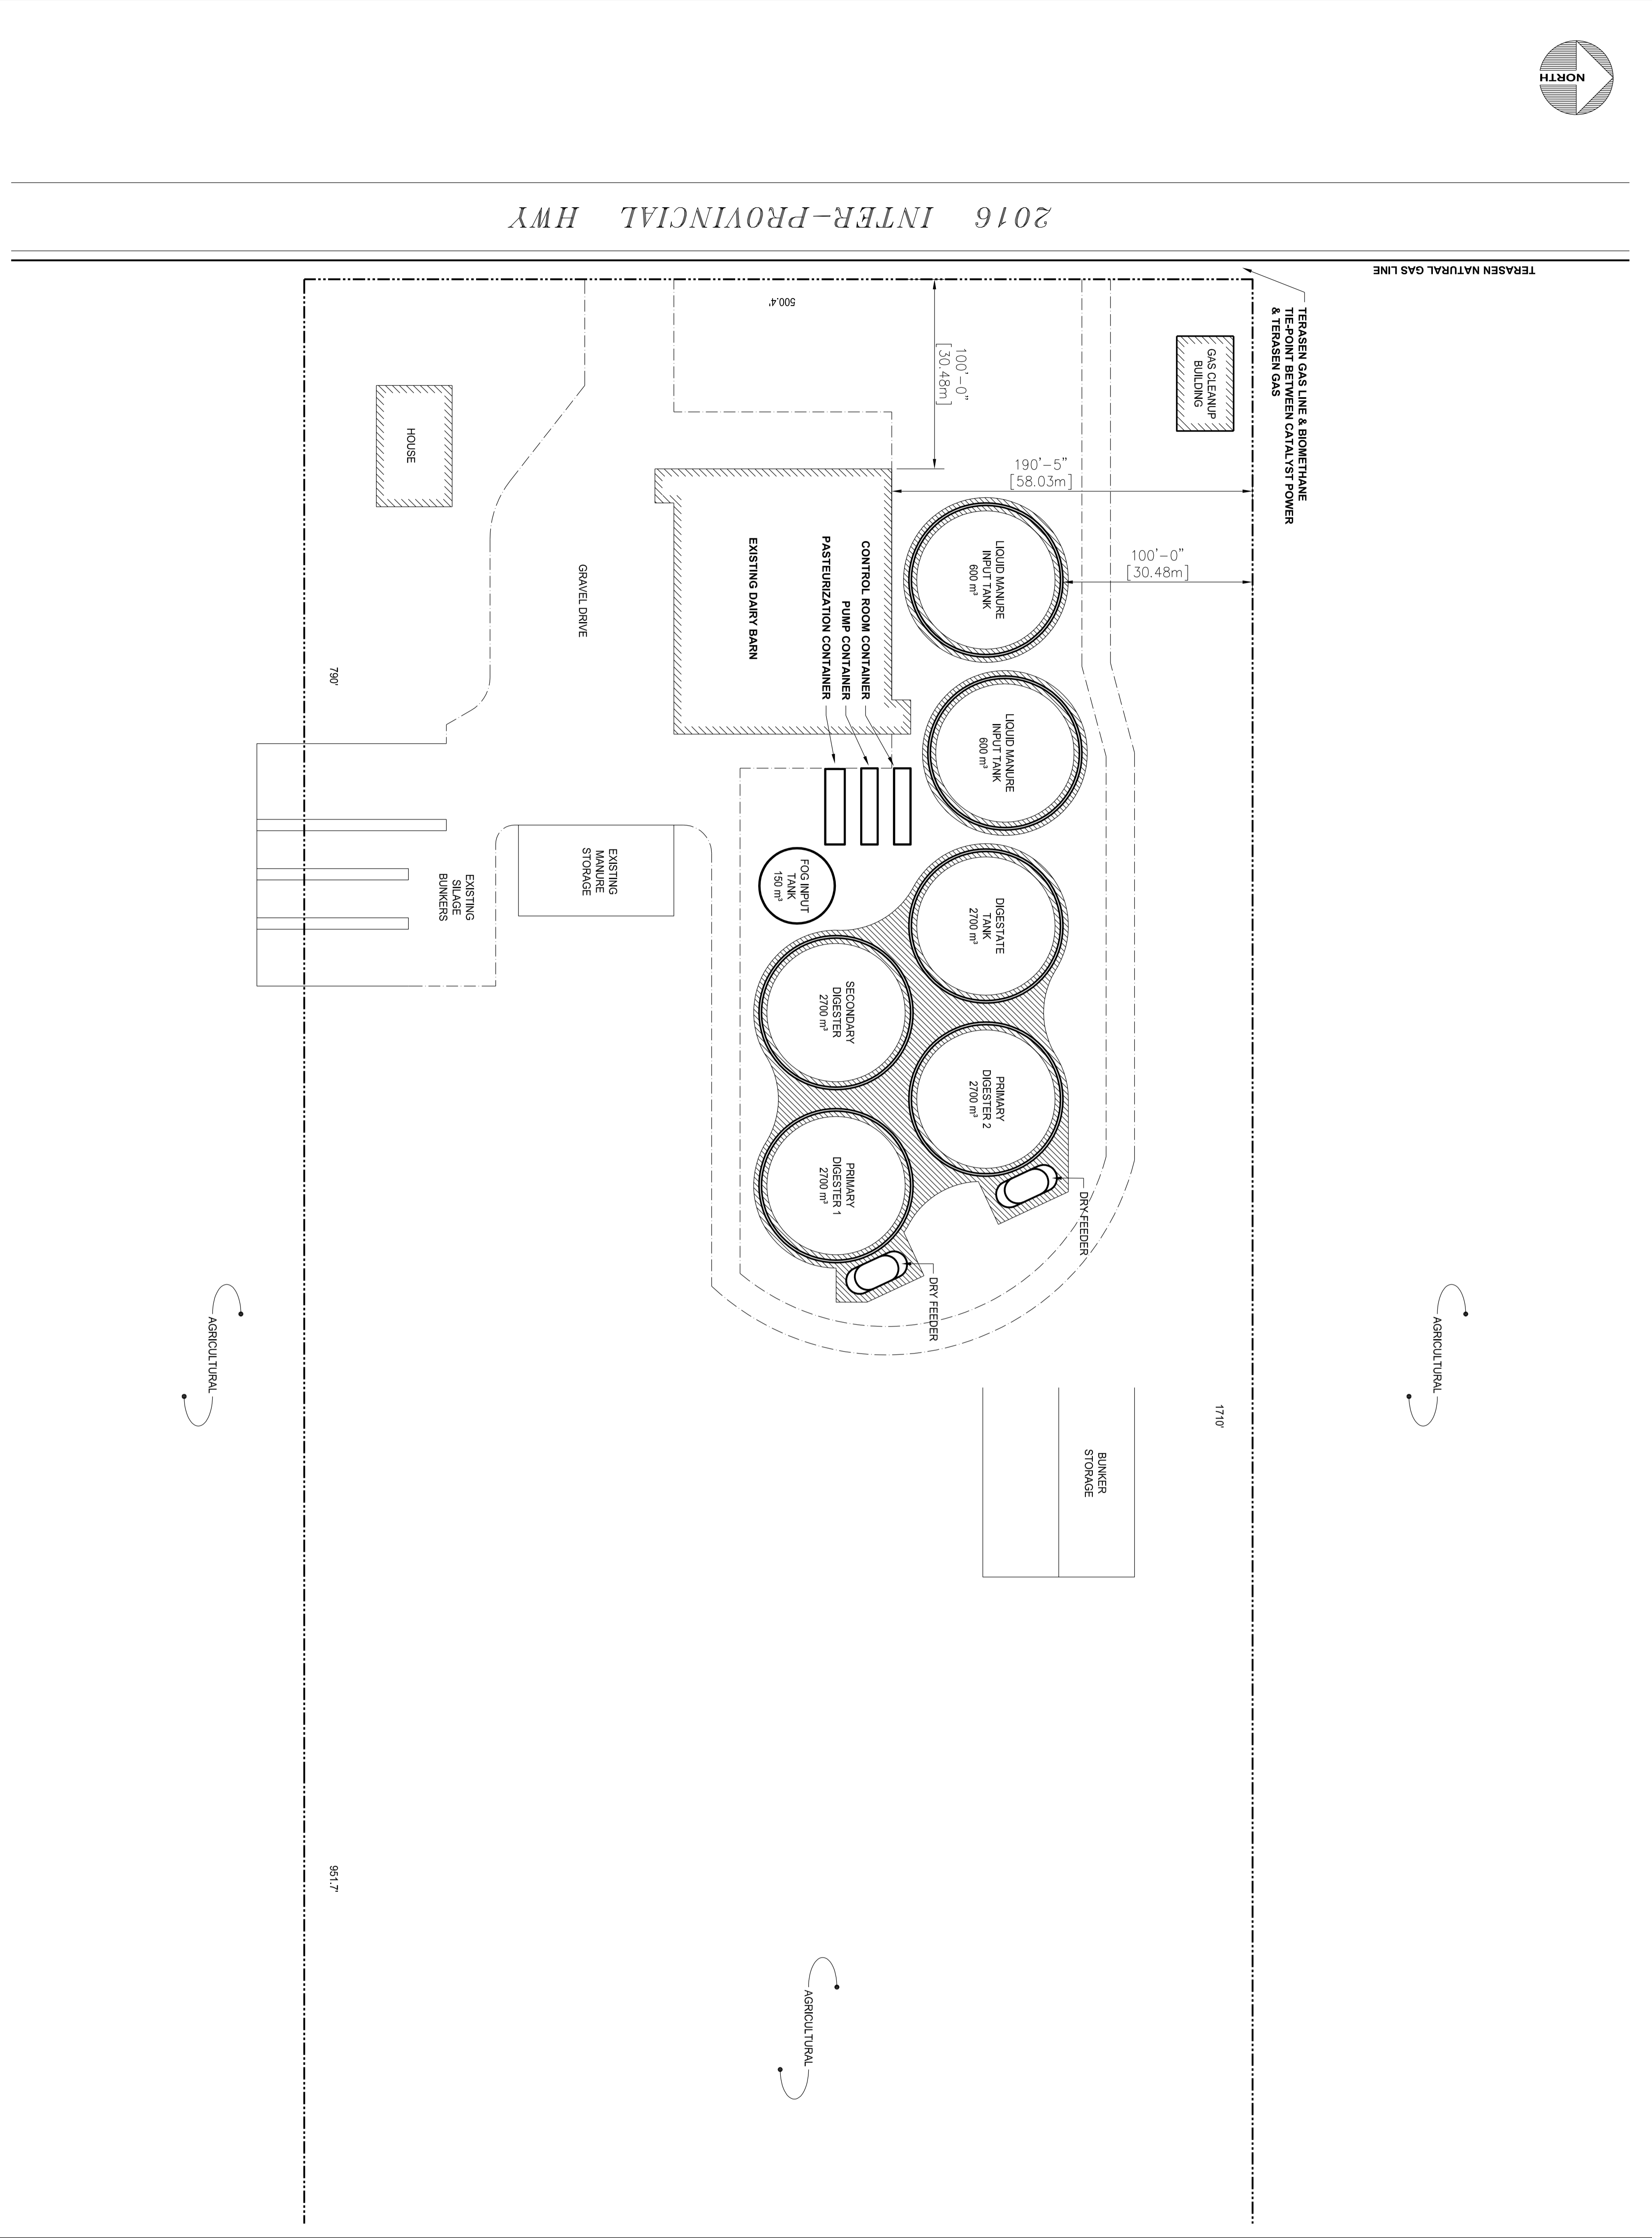 NORTH
2016 INTER-PROVINCIAL HWY
TERASEN NATURAL GAS LINE
TERASEN GAS LINE & BIOMETHANE
TIE-POINT BETWEEN CATALYST POWER
& TERASEN GAS
500.4'
100'-0"
[30.48m]
GAS CLEANUP
BUILDING
HOUSE
190'-5"
[58.03m]
100'-0"
[30.48m]
LIQUID MANURE
INPUT TANK
600 m³
GRAVEL DRIVE
EXISTING DAIRY BARN
PASTEURIZATION CONTAINER
PUMP CONTAINER
CONTROL ROOM CONTAINER
790'
LIQUID MANURE
INPUT TANK
600 m³
EXISTING
SILAGE
BUNKERS
EXISTING
MANURE
STORAGE
FOG INPUT
TANK
150 m³
DIGESTATE
TANK
2700 m³
SECONDARY
DIGESTER
2700 m³
PRIMARY
DIGESTER 2
2700 m³
PRIMARY
DIGESTER 1
2700 m³
DRY FEEDER
DRY FEEDER
AGRICULTURAL
AGRICULTURAL
1710'
BUNKER
STORAGE
951.7'
AGRICULTURAL